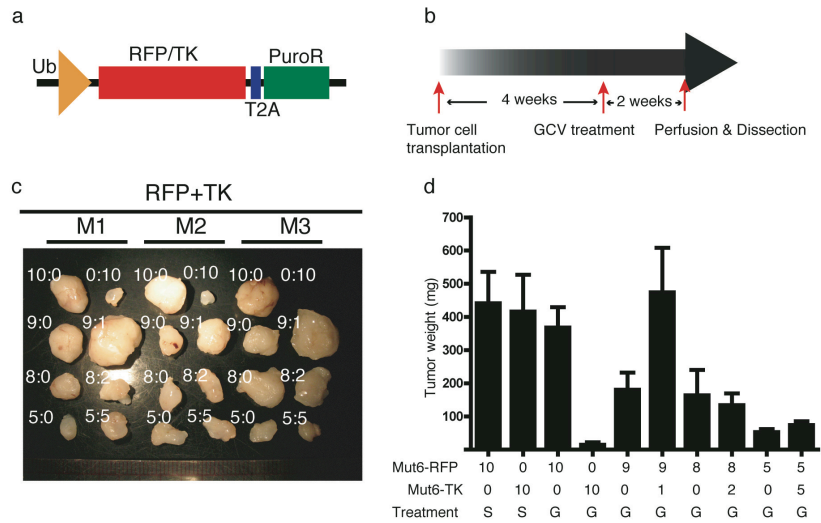 a
Ub
RFP/TK
PuroR
T2A
b
4 weeks
2 weeks
Tumor cell
transplantation
GCV treatment
Perfusion & Dissection
c
RFP+TK
M1 M2 M3
10:0 0:10 10:0 0:10 10:0 0:10
9:0 9:1 9:0 9:1 9:0 9:1
8:0 8:2 8:0 8:2 8:0 8:2
5:0 5:5 5:0 5:5 5:0 5:5
d
Tumor weight (mg)
700
600
500
400
300
200
100
Mut6-RFP 10 0 10 0 9 9 8 8 5 5
Mut6-TK 0 10 0 10 0 1 0 2 0 5
Treatment S S G G G G G G G G